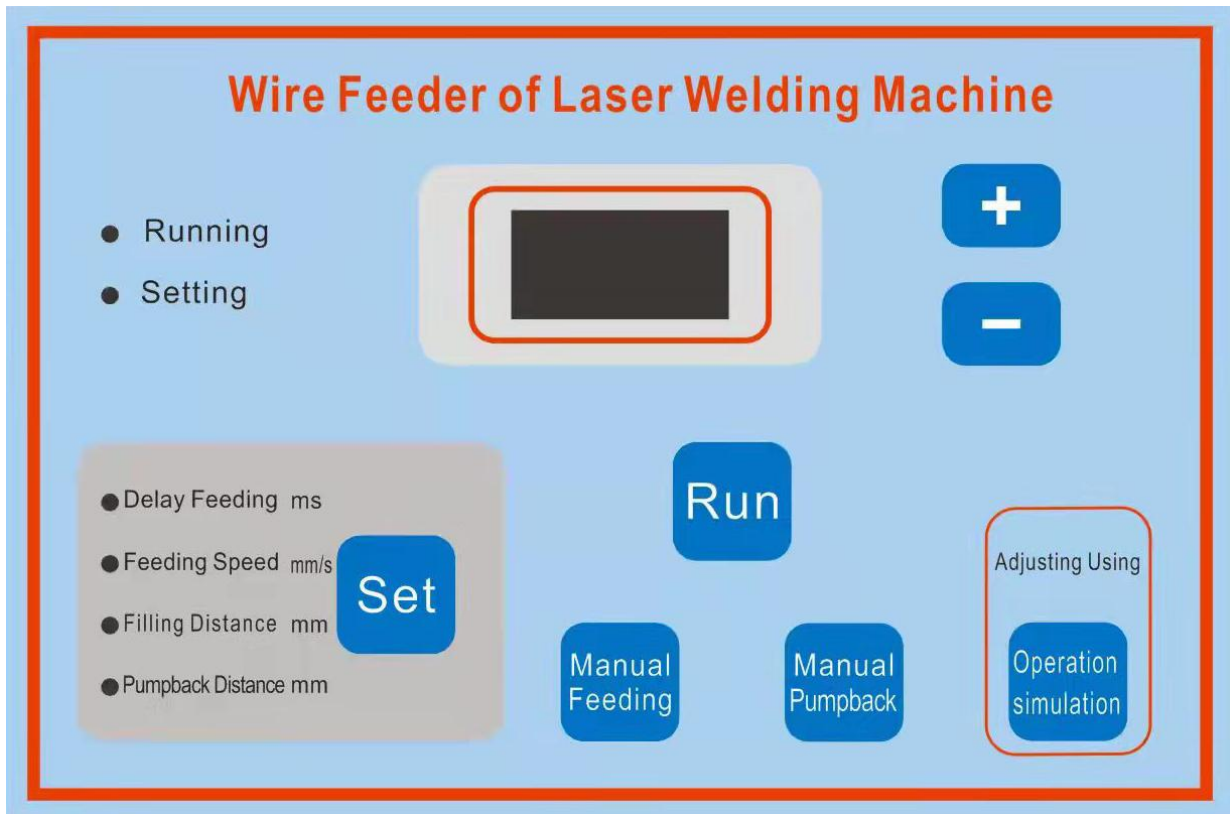 Wire Feeder of Laser Welding Machine
Running
Setting
+
−
Delay Feeding ms
Feeding Speed mm/s
Filling Distance mm
Pumpback Distance mm
Set
Run
Manual
Feeding
Manual
Pumpback
Adjusting Using
Operation
simulation